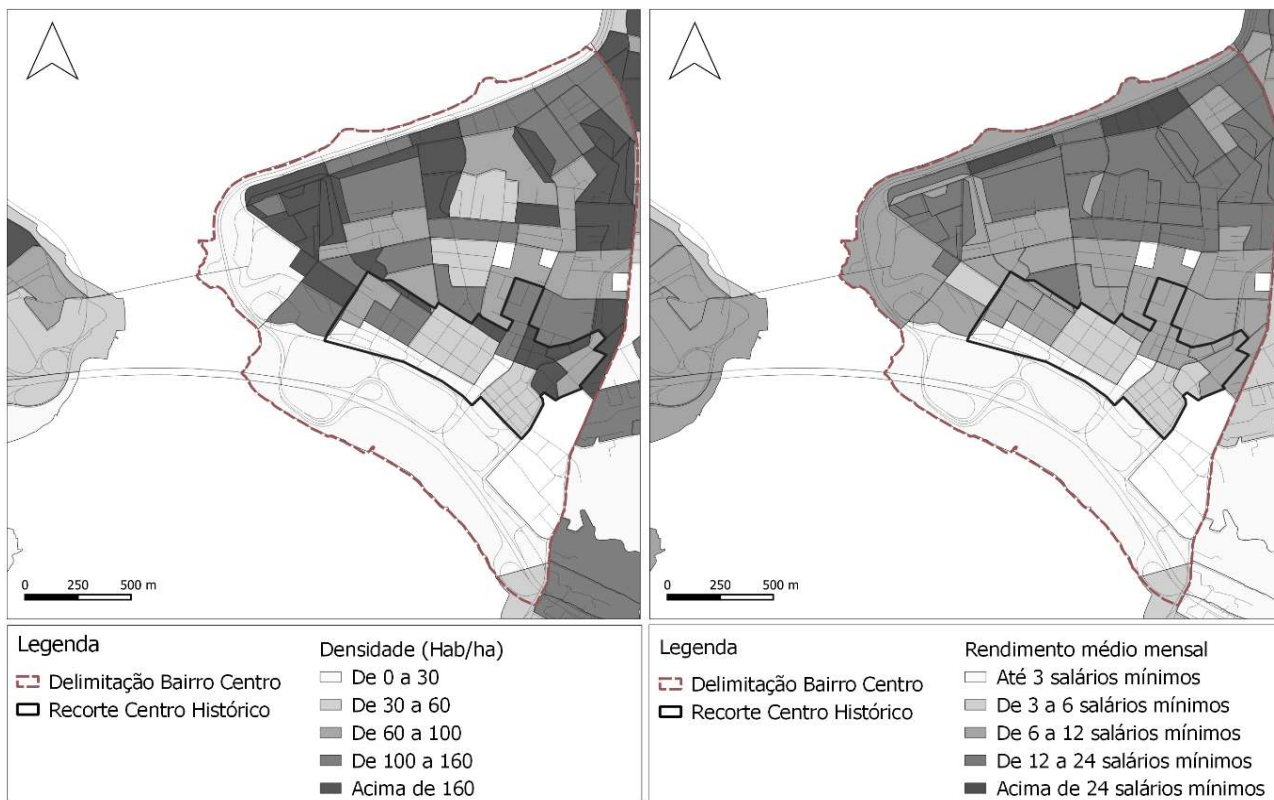 0 250 500 m
0 250 500 m
Legenda
Delimitação Bairro Centro
Recorte Centro Histórico
Densidade (Hab/ha)
De 0 a 30
De 30 a 60
De 60 a 100
De 100 a 160
Acima de 160
Legenda
Delimitação Bairro Centro
Recorte Centro Histórico
Rendimento médio mensal
Até 3 salários mínimos
De 3 a 6 salários mínimos
De 6 a 12 salários mínimos
De 12 a 24 salários mínimos
Acima de 24 salários mínimos